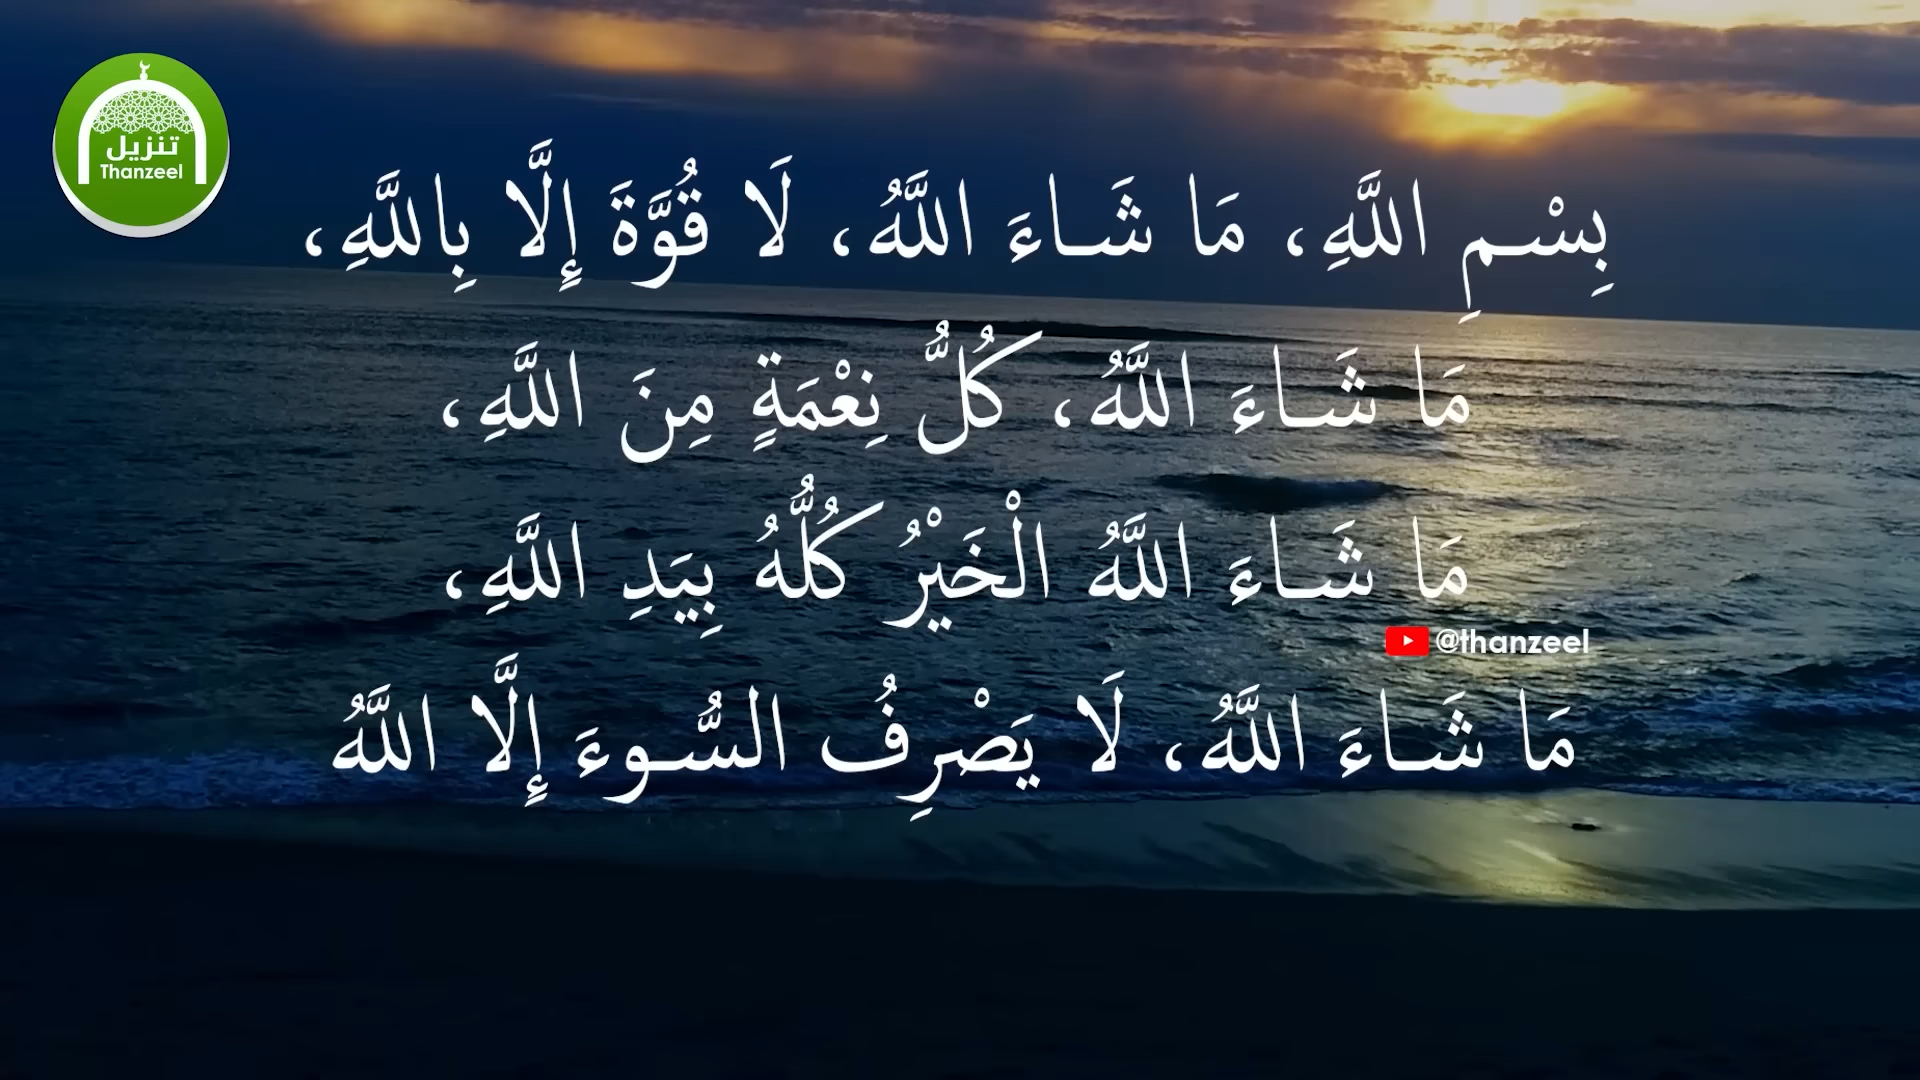 تنزيل
Thanzeel
بِسْمِ اللَّهِ، مَا شَاءَ اللَّهُ، لَا قُوَّةَ إِلَّا بِاللَّهِ،
مَا شَاءَ اللَّهُ، كُلُّ نِعْمَةٍ مِنَ اللَّهِ،
مَا شَاءَ اللَّهُ الْخَيْرُ كُلُّهُ بِيَدِ اللَّهِ،
@thanzeel
مَا شَاءَ اللَّهُ، لَا يَصْرِفُ السُّوءَ إِلَّا اللَّهُ